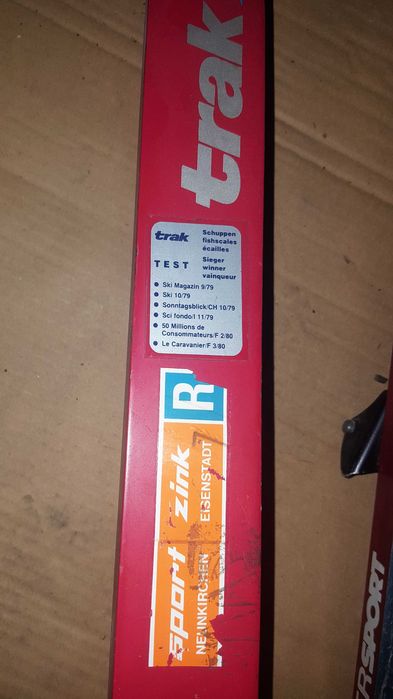 trak
trak
Schuppen
fishscales
écailles
TEST
Sieger
winner
vainqueur
• Ski Magazin 9/79
• Ski 10/79
• Sonntagsblick/CH 10/79
• Sci fondo/I 11/79
• 50 Millions de
Consommateurs/F 2/80
• Le Caravanier/F 3/80
R
sport zink
NEUNKIRCHEN EISENSTADT
RSPORT